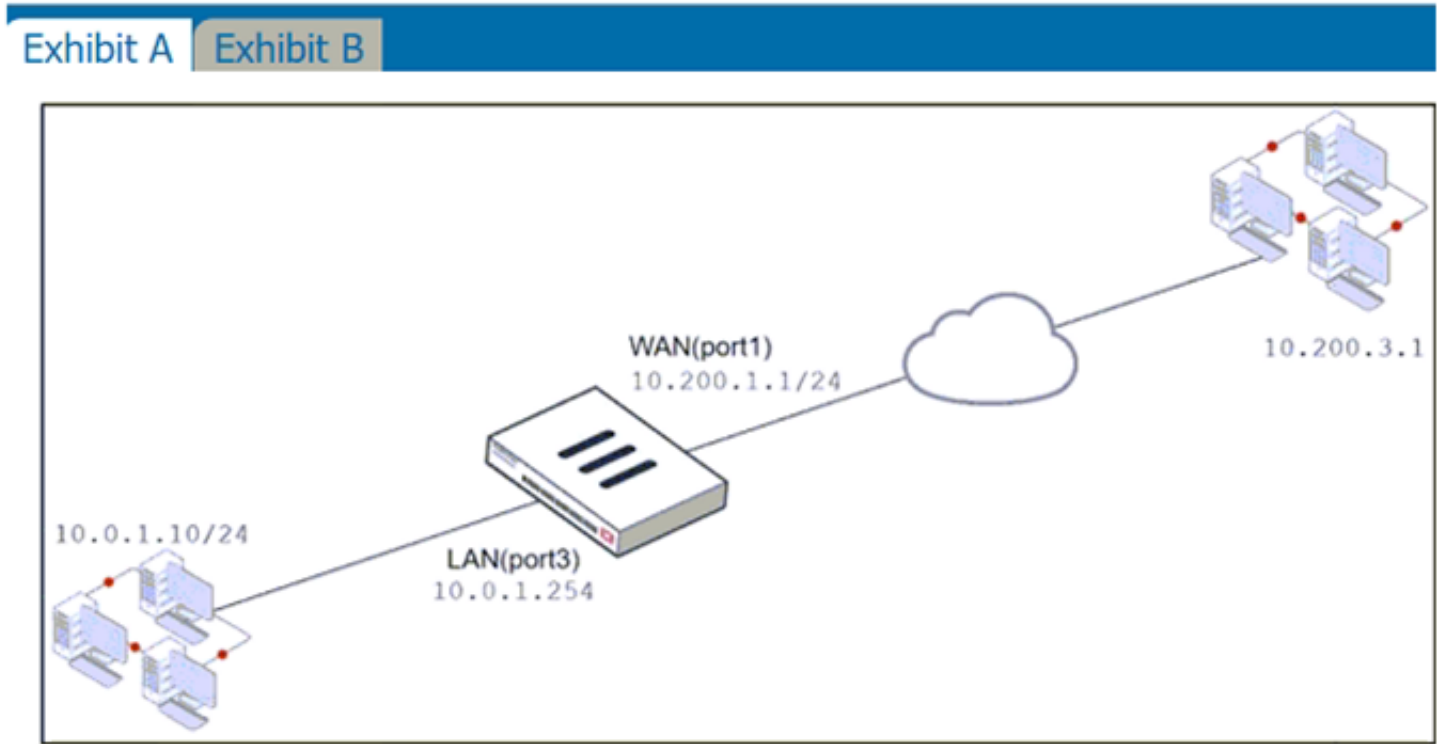 Exhibit A
Exhibit B
WAN(port1)
10.200.1.1/24
10.200.3.1
10.0.1.10/24
LAN(port3)
10.0.1.254